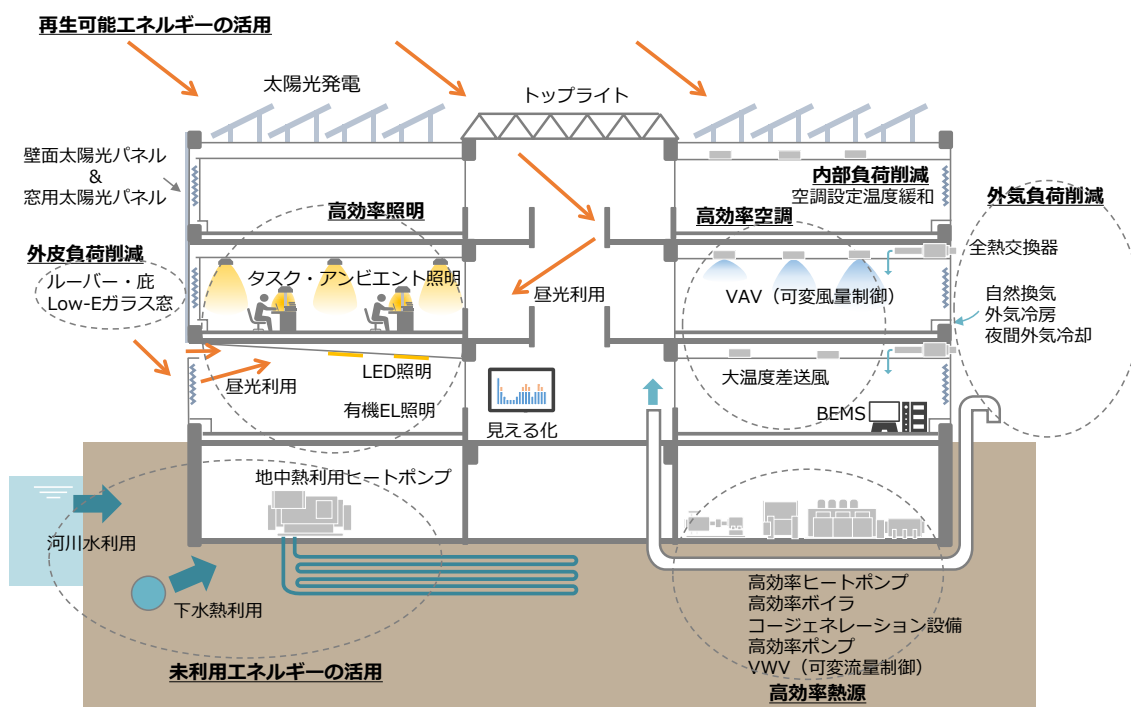 再生可能エネルギーの活用
太陽光発電
トップライト
壁面太陽光パネル
&
窓用太陽光パネル
内部負荷削減
空調設定温度緩和
外気負荷削減
高効率照明
高効率空調
外皮負荷削減
ルーバー・庇
Low-Eガラス窓
タスク・アンビエント照明
昼光利用
VAV（可変風量制御）
全熱交換器
自然換気
外気冷房
夜間外気冷却
昼光利用
LED照明
有機EL照明
見える化
大温度差送風
BEMS
地中熱利用ヒートポンプ
河川水利用
下水熱利用
未利用エネルギーの活用
高効率ヒートポンプ
高効率ボイラ
コージェネレーション設備
高効率ポンプ
VWV（可変流量制御）
高効率熱源